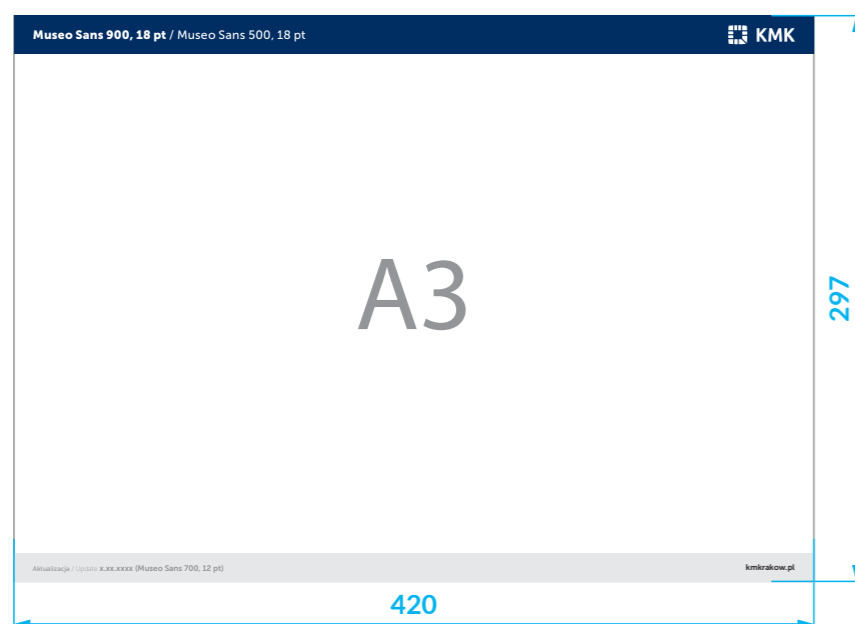 Museo Sans 900, 18 pt / Museo Sans 500, 18 pt
KMK
A3
297
Aktualizacja / Update x.xx.xxxx (Museo Sans 700, 12 pt)
kmkrakow.pl
420